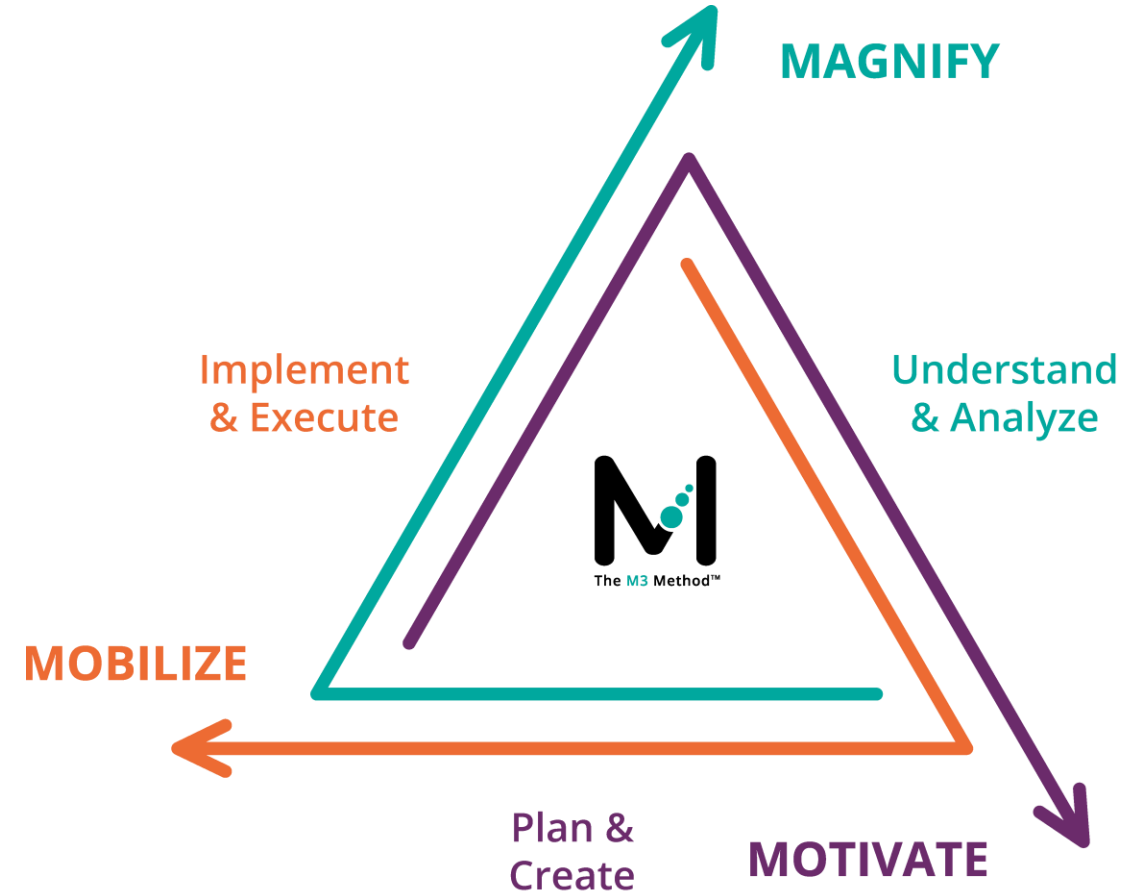 MAGNIFY
Implement
& Execute
Understand
& Analyze
M
The M3 Method™
MOBILIZE
Plan &
Create
MOTIVATE